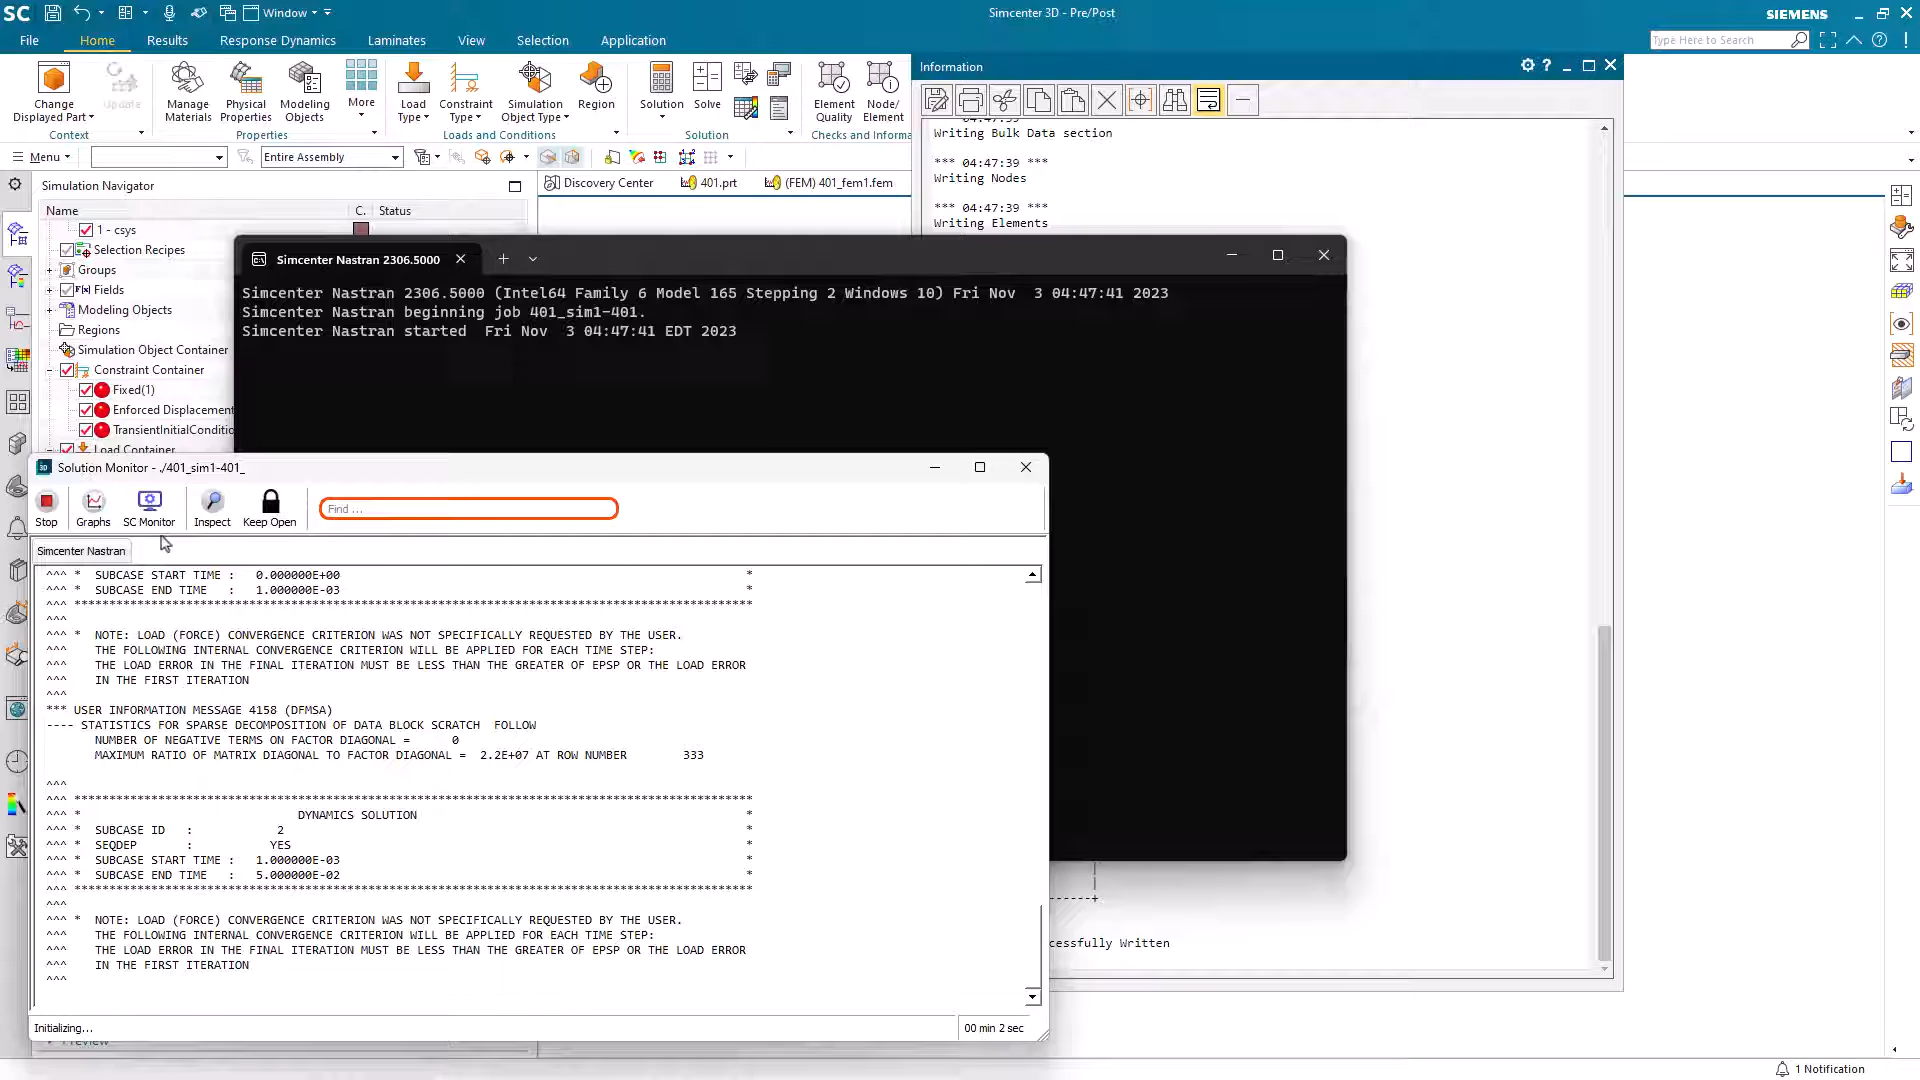 SC
Window
Simcenter 3D - Pre/Post
SIEMENS
File
Home
Results
Response Dynamics
Laminates
View
Selection
Application
Type Here to Search
Change
Displayed Part
Update
Context
Manage
Materials
Physical
Properties
Modeling
Objects
More
Properties
Load
Type
Constraint
Type
Simulation
Object Type
Region
Loads and Conditions
Solution
Solve
Solution
Element
Quality
Node/
Element
Checks and Informa
Menu
Entire Assembly
Simulation Navigator
Name
C.
Status
1 - csys
Selection Recipes
Groups
Fields
Modeling Objects
Regions
Simulation Object Container
Constraint Container
Fixed(1)
Enforced Displacement
TransientInitialConditio
Load Container
Discovery Center
401.prt
(FEM) 401_fem1.fem
Information
Writing Bulk Data section
*** 04:47:39 ***
Writing Nodes
*** 04:47:39 ***
Writing Elements
Simcenter Nastran 2306.5000
Simcenter Nastran 2306.5000 (Intel64 Family 6 Model 165 Stepping 2 Windows 10) Fri Nov  3 04:47:41 2023
Simcenter Nastran beginning job 401_sim1-401.
Simcenter Nastran started  Fri Nov  3 04:47:41 EDT 2023
Solution Monitor - ./401_sim1-401_
Stop
Graphs
SC Monitor
Inspect
Keep Open
Find ...
Simcenter Nastran
^^^ *  SUBCASE START TIME :   0.000000E+00   *
^^^ *  SUBCASE END TIME   :   1.000000E-03   *
^^^ *************************************************************************************************
^^^
^^^ *  NOTE: LOAD (FORCE) CONVERGENCE CRITERION WAS NOT SPECIFICALLY REQUESTED BY THE USER.
^^^    THE FOLLOWING INTERNAL CONVERGENCE CRITERION WILL BE APPLIED FOR EACH TIME STEP:
^^^    THE LOAD ERROR IN THE FINAL ITERATION MUST BE LESS THAN THE GREATER OF EPSP OR THE LOAD ERROR
^^^    IN THE FIRST ITERATION
^^^
*** USER INFORMATION MESSAGE 4158 (DFMSA)
---- STATISTICS FOR SPARSE DECOMPOSITION OF DATA BLOCK SCRATCH  FOLLOW
NUMBER OF NEGATIVE TERMS ON FACTOR DIAGONAL =      0
MAXIMUM RATIO OF MATRIX DIAGONAL TO FACTOR DIAGONAL =  2.2E+07 AT ROW NUMBER        333
^^^
^^^ *************************************************************************************************
^^^ *   DYNAMICS SOLUTION   *
^^^ *  SUBCASE ID   :   2   *
^^^ *  SEQDEP       :   YES   *
^^^ *  SUBCASE START TIME :   1.000000E-03   *
^^^ *  SUBCASE END TIME   :   5.000000E-02   *
^^^ *************************************************************************************************
^^^
^^^ *  NOTE: LOAD (FORCE) CONVERGENCE CRITERION WAS NOT SPECIFICALLY REQUESTED BY THE USER.
^^^    THE FOLLOWING INTERNAL CONVERGENCE CRITERION WILL BE APPLIED FOR EACH TIME STEP:
^^^    THE LOAD ERROR IN THE FINAL ITERATION MUST BE LESS THAN THE GREATER OF EPSP OR THE LOAD ERROR
^^^    IN THE FIRST ITERATION
^^^
cessfully Written
Initializing...
00 min 2 sec
Preview
1 Notification